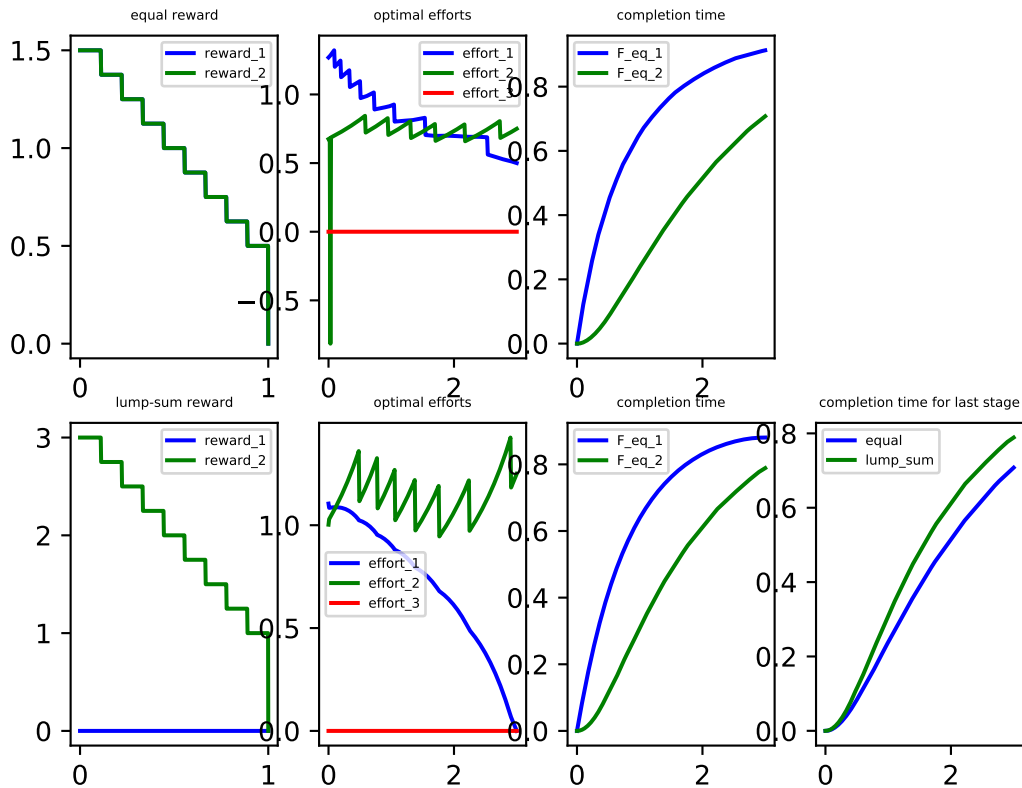 equal reward
1.5
1.0
0.5
0.0
0
1
reward_1
reward_2
optimal efforts
1.0
0.5
0.0
−0.5
0
2
effort_1
effort_2
effort_3
completion time
0.8
0.6
0.4
0.2
0.0
0
2
F_eq_1
F_eq_2
lump-sum reward
3
2
1
0
0
1
reward_1
reward_2
optimal efforts
1.0
0.5
0.0
0
2
effort_1
effort_2
effort_3
completion time
0.8
0.6
0.4
0.2
0.0
0
2
F_eq_1
F_eq_2
completion time for last stage
0.8
0.6
0.4
0.2
0.0
0
2
equal
lump_sum